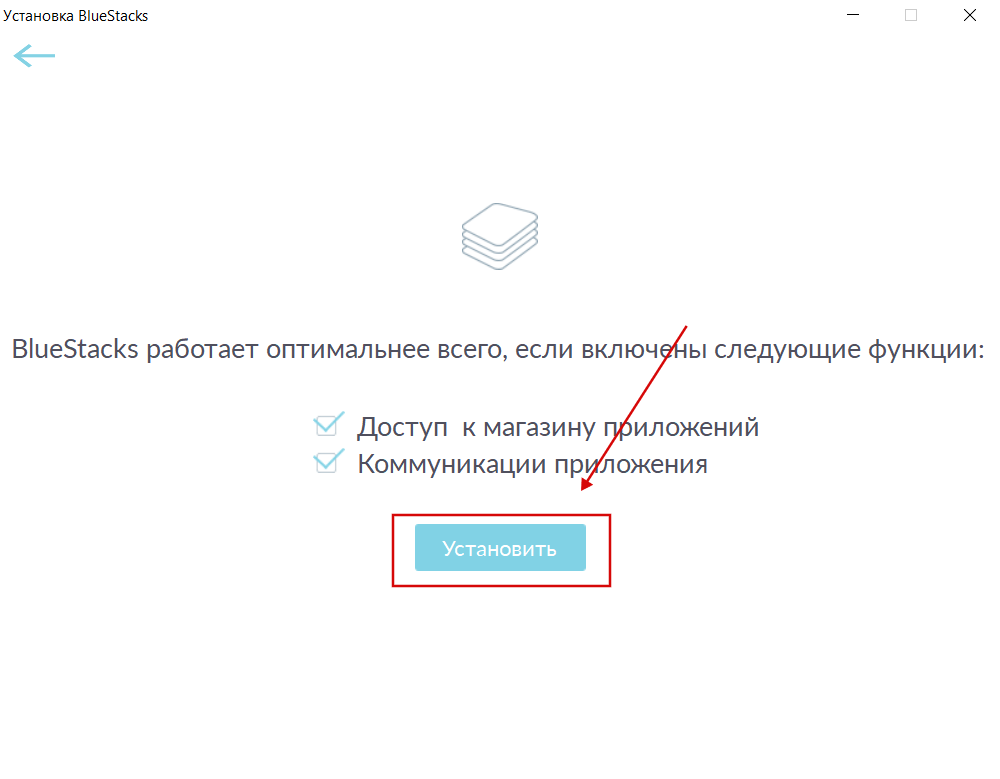 Установка BlueStacks
BlueStacks работает оптимальнее всего, если включены следующие функции:
Доступ  к магазину приложений
Коммуникации приложения
Установить